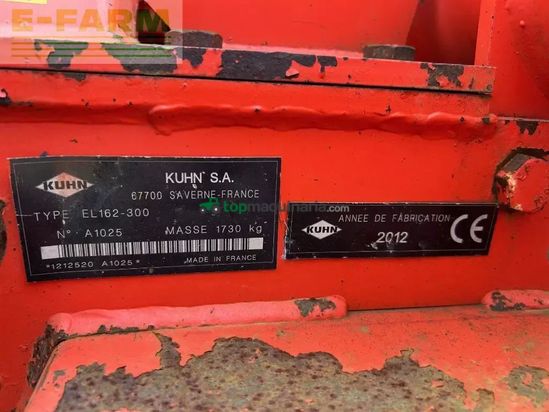 E-FARM
KUHN
KUHN S.A.
67700 SAVERNE-FRANCE
TYPE EL162-300
N° A1025 MASSE 1730 kg
*1212520 A1025*
MADE IN FRANCE
topmaquinaria.com
KUHN
ANNEE DE FABRICATION
2012
CE